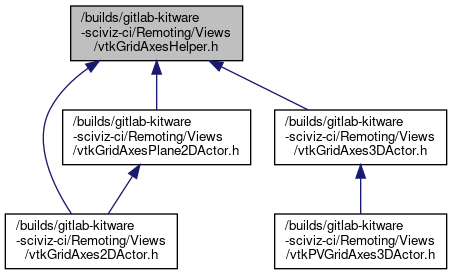 /builds/gitlab-kitware
-sciviz-ci/Remoting/Views
/vtkGridAxesHelper.h
/builds/gitlab-kitware
-sciviz-ci/Remoting/Views
/vtkGridAxesPlane2DActor.h
/builds/gitlab-kitware
-sciviz-ci/Remoting/Views
/vtkGridAxes3DActor.h
/builds/gitlab-kitware
-sciviz-ci/Remoting/Views
/vtkGridAxes2DActor.h
/builds/gitlab-kitware
-sciviz-ci/Remoting/Views
/vtkPVGridAxes3DActor.h